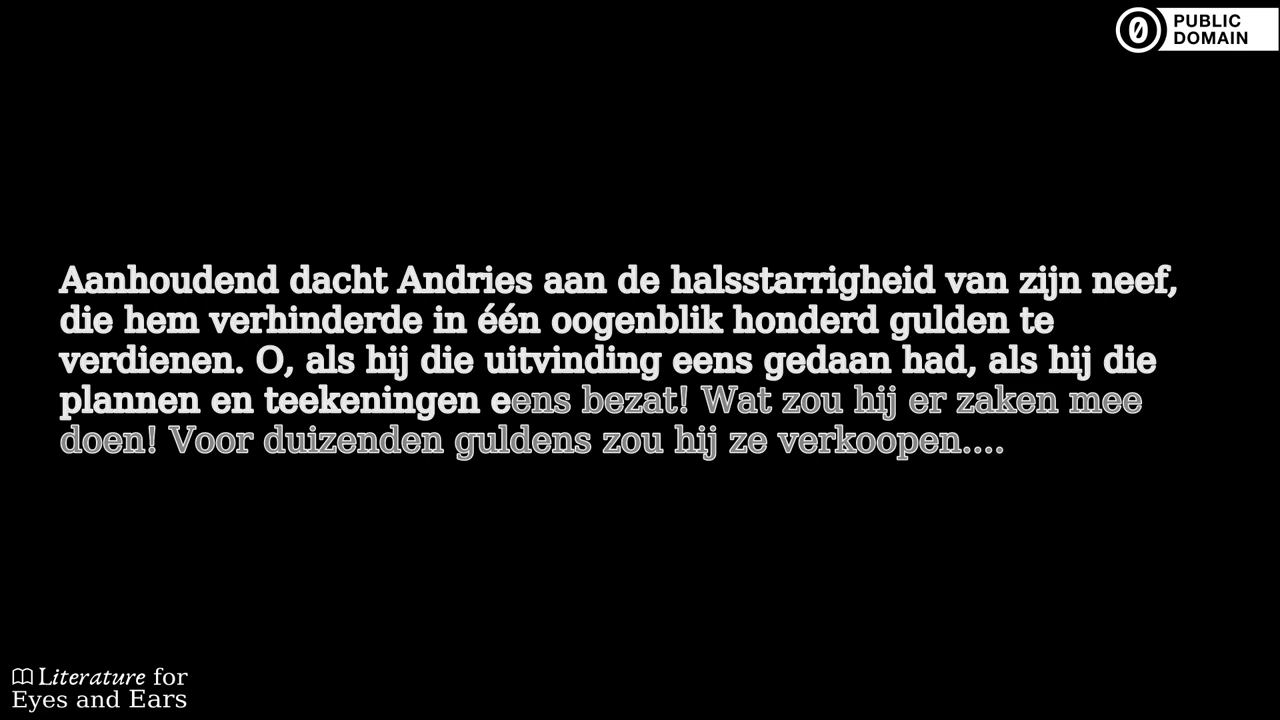 PUBLIC
DOMAIN
Aanhoudend dacht Andries aan de halsstarrigheid van zijn neef,
die hem verhinderde in één oogenblik honderd gulden te
verdienen. O, als hij die uitvinding eens gedaan had, als hij die
plannen en teekeningen eens bezat! Wat zou hij er zaken mee
doen! Voor duizenden guldens zou hij ze verkoopen....
Literature for
Eyes and Ears